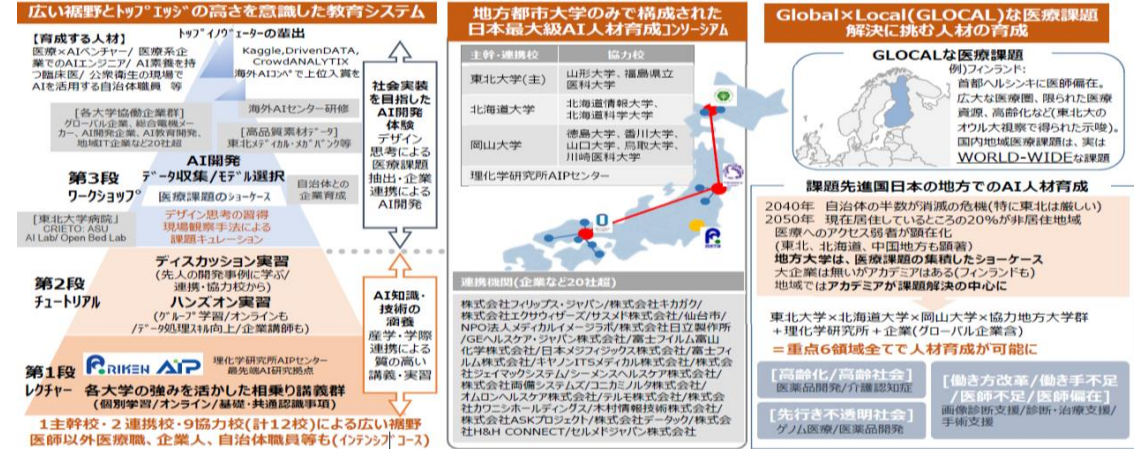 広い裾野とトップエッジの高さを意識した教育システム
【育成する人材】
医療×AIベンチャー/ 医療系企
業でのAIエンジニア/ AI素養を持
つ臨床医/ 公衆衛生の現場で
AIを活用する自治体職員 等
トップイノヴェーターの輩出
Kaggle,DrivenDATA,
CrowdANALYTIX
海外AIコンペで上位入賞を
[各大学協働企業群]
グローバル企業、総合電機メー
カー、AI開発企業、AI教育開発、
地域IT企業など20社超
海外AIセンター研修
[高品質素材データ]
東北メディカル・メガバンク等
AI開発
データ収集/モデル選択
第3段
ワークショップ
医療課題のショーケース
自治体との
企業育成
[東北大学病院]
CRIETO: ASU
AI Lab/ Open Bed Lab
デザイン思考の習得
現場観察手法による
課題キュレーション
社会実装
を目指した
AI開発
体験
デザイン
思考による
医療課題
抽出・企業
連携による
AI開発
第2段
チュートリアル
ディスカッション実習
(先人の開発事例に学ぶ/
連携・協力校から)
ハンズオン実習
(グループ学習/オンラインも
/データ処理スキル向上/企業講師も)
AI知識・
技術の
涵養
産学・学際
連携による
質の高い
講義・実習
第1段
レクチャー
RIKEN AIP
理化学研究所AIPセンター
最先端AI研究拠点
各大学の強みを活かした相乗り講義群
(個別学習/オンライン/基礎・共通認識事項)
1主幹校・2連携校・9協力校(計12校)による広い裾野
医師以外医療職、企業人、自治体職員等も(インテンシブコース)
地方都市大学のみで構成された
日本最大級AI人材育成コンソーシアム
主幹・連携校 協力校
東北大学(主) 山形大学、福島県立
医科大学
北海道大学 北海道情報大学、
北海道科学大学
岡山大学 徳島大学、香川大学、
山口大学、鳥取大学、
川崎医科大学
理化学研究所AIPセンター
連携機関(企業など20社超)
株式会社フィリップス・ジャパン/株式会社キカガク/
株式会社エクサウィザーズ/サスメド株式会社/仙台市/
NPO法人メディカルイメージラボ/株式会社日立製作所
/GEヘルスケア・ジャパン株式会社/富士フイルム富山
化学株式会社/日本メジフィジックス株式会社/富士フイ
ルム株式会社/キヤノンITSメディカル株式会社/株式会
社ジェイマックシステム/シーメンスヘルスケア株式会社/
株式会社両備システムズ/コニカミノルタ株式会社/
オムロンヘルスケア株式会社/テルモ株式会社/株式会
社カワニシホールディングス/木村情報技術株式会社/
株式会社ASKプロジェクト/株式会社データック/株式会
社H&H CONNECT/セルメドジャパン株式会社
Global×Local(GLOCAL)な医療課題
解決に挑む人材の育成
GLOCALな医療課題
例)フィンランド:
首都ヘルシンキに医師偏在。
広大な医療圏、限られた医療
資源、高齢化など(東北大の
オウル大視察で得られた示唆)。
国内地域医療課題は、実は
WORLD-WIDEな課題
課題先進国日本の地方でのAI人材育成
2040年 自治体の半数が消滅の危機(特に東北は厳しい)
2050年 現在居住しているところの20%が非居住地域
医療へのアクセス弱者が顕在化
(東北、北海道、中国地方も顕著)
地方大学は、医療課題の集積したショーケース
大企業は無いがアカデミアはある(フィンランドも)
地域ではアカデミアが課題解決の中心に
東北大学×北海道大学×岡山大学×協力地方大学群
+理化学研究所+企業(グローバル企業含)
=重点6領域全てで人材育成が可能に
[高齢化/高齢社会]
医薬品開発/介護認知症
[先行き不透明社会]
ゲノム医療/医薬品開発
[働き方改革/働き手不足
/医師不足/医師偏在]
画像診断支援/診断・治療支援/
手術支援